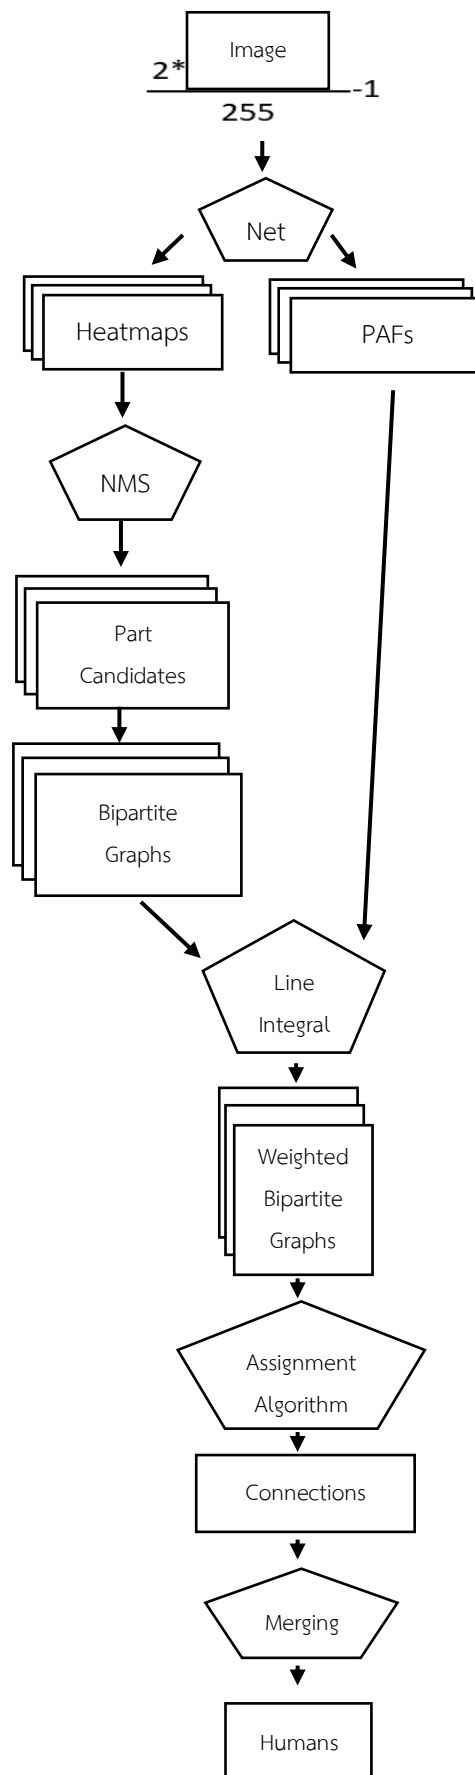 Image
2*
-1
255
Net
Heatmaps
PAFs
NMS
Part
Candidates
Bipartite
Graphs
Line
Integral
Weighted
Bipartite
Graphs
Assignment
Algorithm
Connections
Merging
Humans